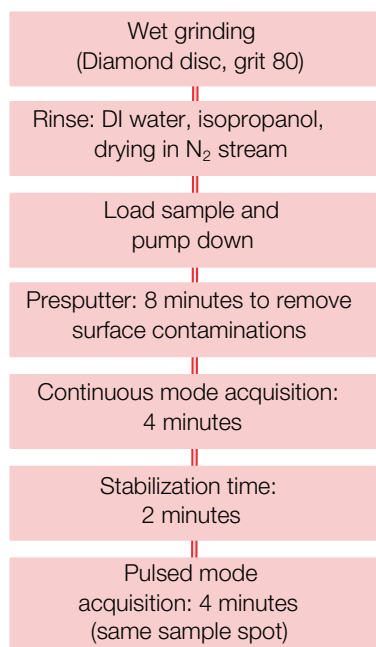 Wet grinding
(Diamond disc, grit 80)
Rinse: DI water, isopropanol,
drying in N₂ stream
Load sample and
pump down
Presputter: 8 minutes to remove
surface contaminations
Continuous mode acquisition:
4 minutes
Stabilization time:
2 minutes
Pulsed mode
acquisition: 4 minutes
(same sample spot)